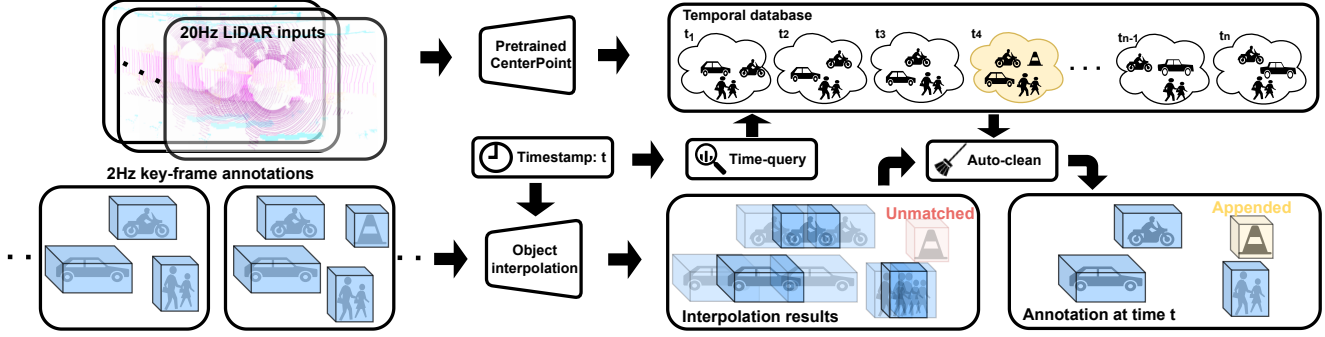 20Hz LiDAR inputs
Pretrained
CenterPoint
Temporal database
t1
t2
t3
t4
. . .
tn-1
tn
Timestamp: t
Time-query
Auto-clean
2Hz key-frame annotations
. .
. .
Object
interpolation
Unmatched
Interpolation results
Appended
Annotation at time t